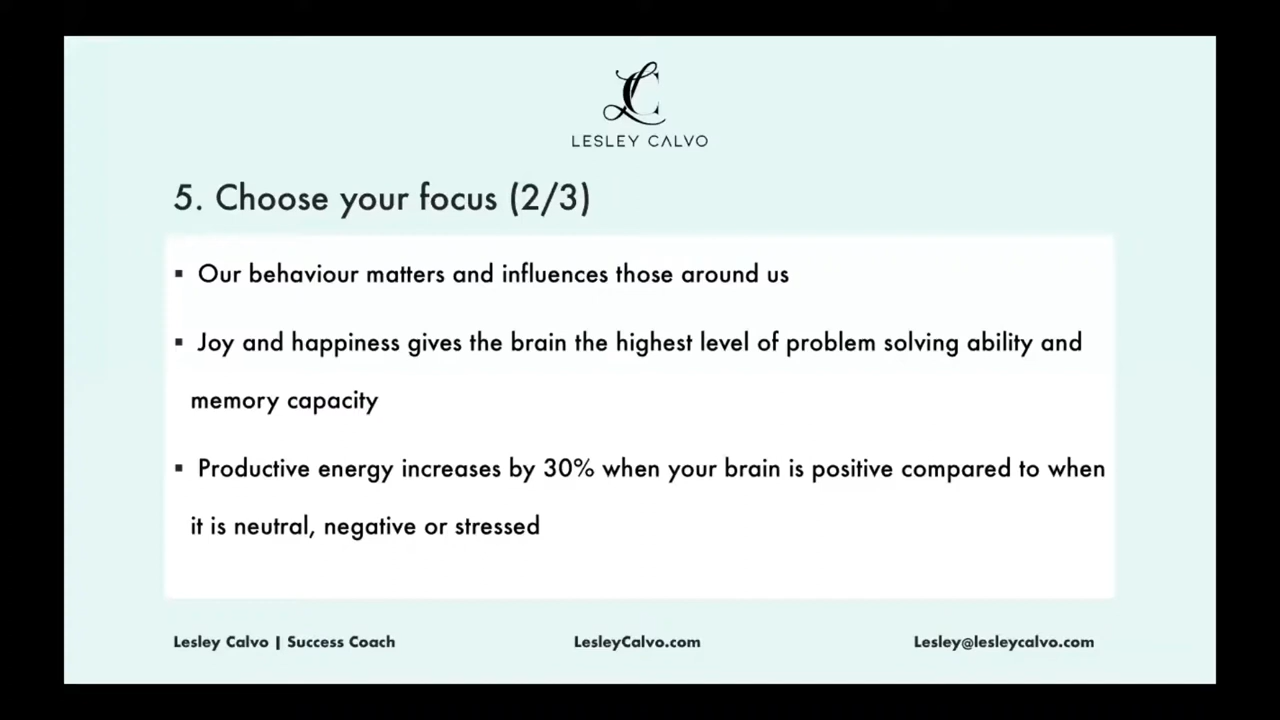 LC
LESLEY CALVO
5. Choose your focus (2/3)
▪ Our behaviour matters and influences those around us
▪ Joy and happiness gives the brain the highest level of problem solving ability and
memory capacity
▪ Productive energy increases by 30% when your brain is positive compared to when
it is neutral, negative or stressed
Lesley Calvo | Success Coach
LesleyCalvo.com
Lesley@lesleycalvo.com